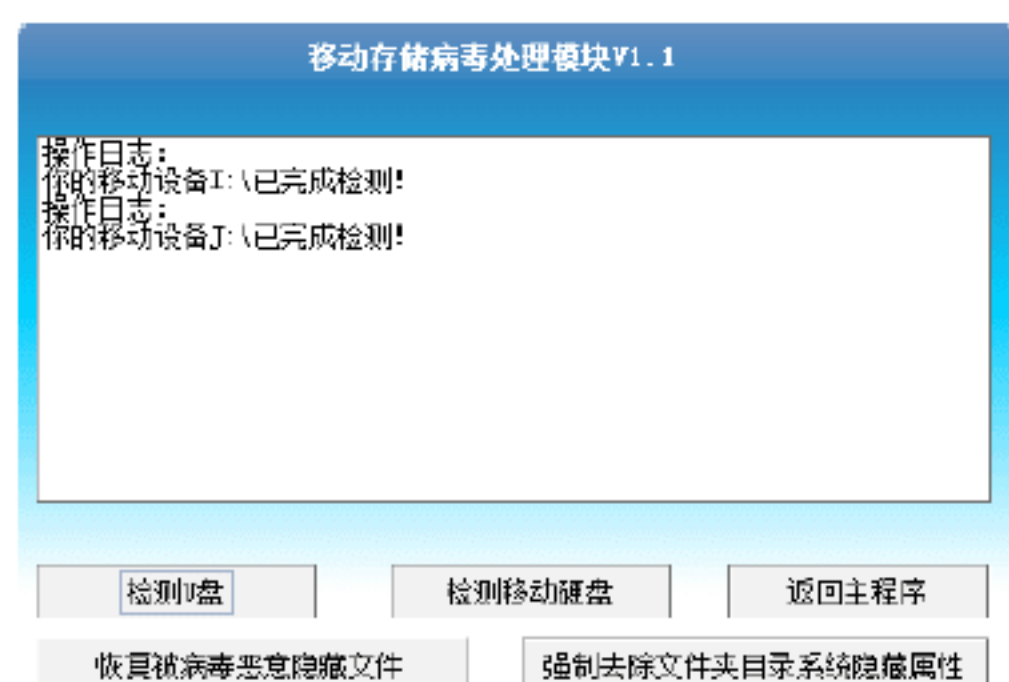 移动存储病毒处理模块V1.1
操作日志:
你的移动设备I:\已完成检测!
操作日志:
你的移动设备J:\已完成检测!
检测U盘
检测移动硬盘
返回主程序
恢复被病毒恶意隐藏文件
强制去除文件夹目录系统隐藏属性